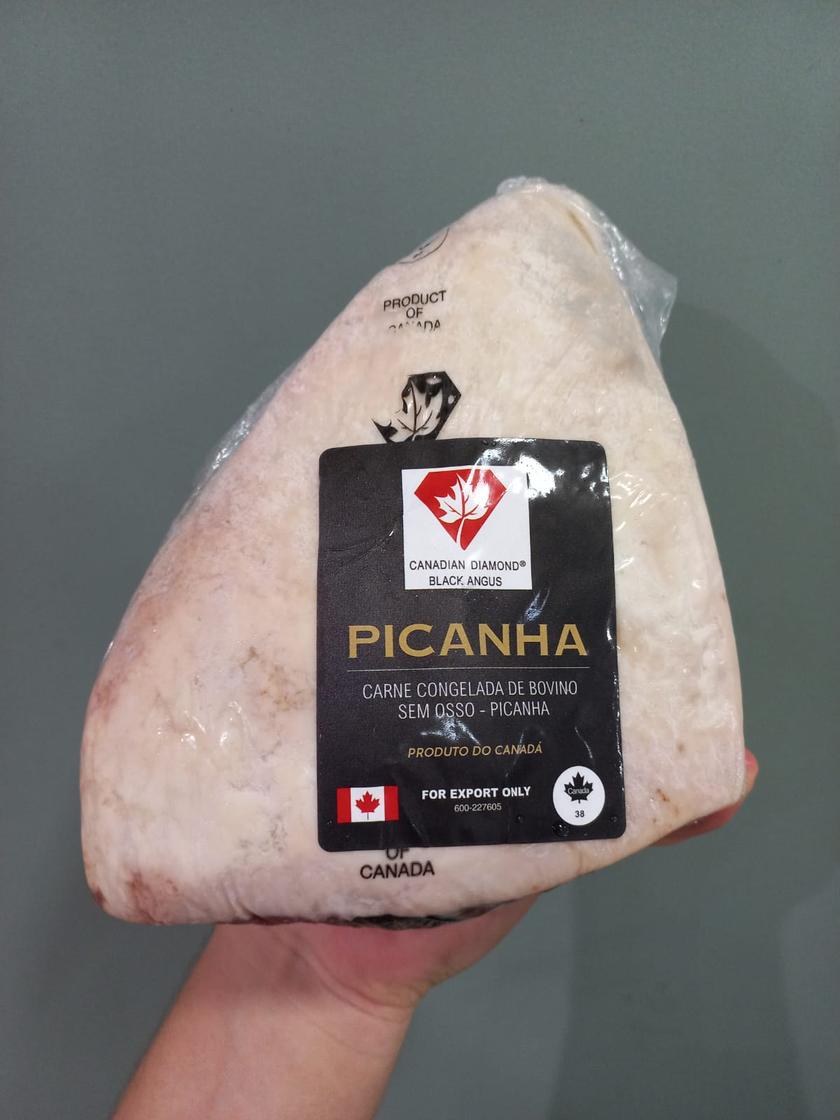 PRODUCT
OF
CANADA
CANADIAN DIAMOND®
BLACK ANGUS
PICANHA
CARNE CONGELADA DE BOVINO
SEM OSSO - PICANHA
PRODUTO DO CANADÁ
FOR EXPORT ONLY
600-227605
Canada
38
OF
CANADA